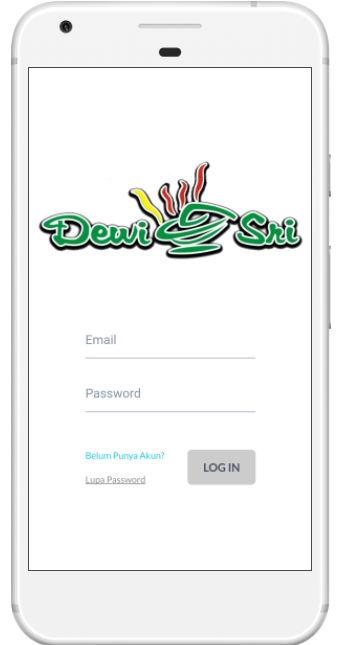 Dewi Sri
Email
Password
Belum Punya Akun?
Lupa Password
LOG IN